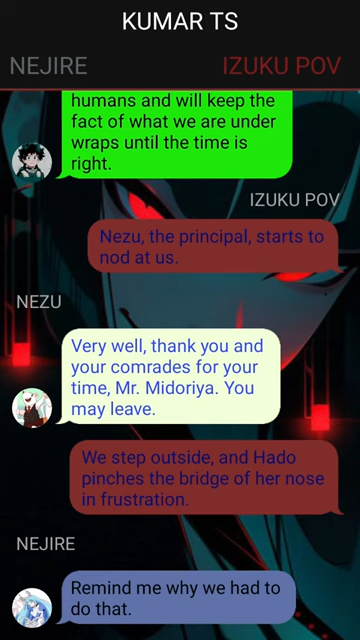 KUMAR TS
NEJIRE
IZUKU POV
humans and will keep the
fact of what we are under
wraps until the time is
right.
IZUKU POV
Nezu, the principal, starts to
nod at us.
NEZU
Very well, thank you and
your comrades for your
time, Mr. Midoriya. You
may leave.
We step outside, and Hado
pinches the bridge of her nose
in frustration.
NEJIRE
Remind me why we had to
do that.